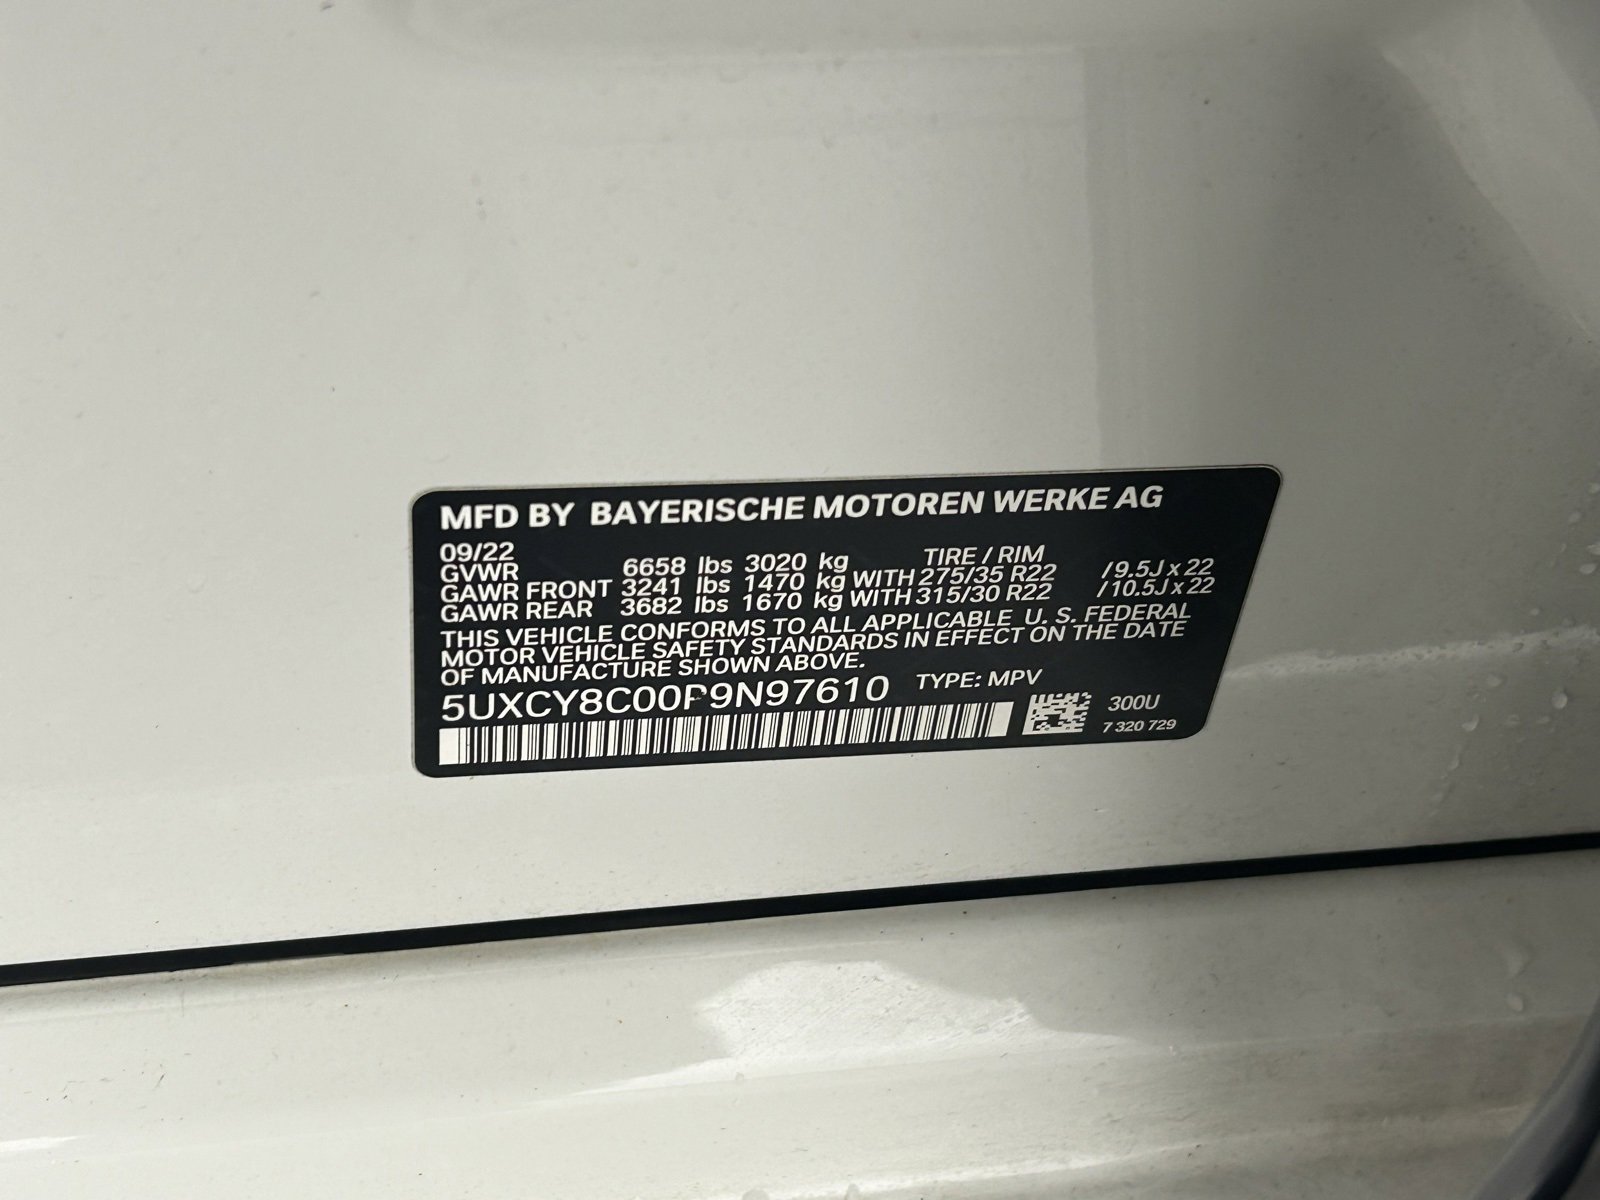 MFD BY BAYERISCHE MOTOREN WERKE AG
09/22 TIRE / RIM
GVWR 6658 lbs 3020 kg
GAWR FRONT 3241 lbs 1470 kg WITH 275/35 R22 / 9.5J x 22
GAWR REAR 3682 lbs 1670 kg WITH 315/30 R22 / 10.5J x 22
THIS VEHICLE CONFORMS TO ALL APPLICABLE U. S. FEDERAL
MOTOR VEHICLE SAFETY STANDARDS IN EFFECT ON THE DATE
OF MANUFACTURE SHOWN ABOVE.
5UXCY8C00P9N97610 TYPE: MPV
300U
7 320 729